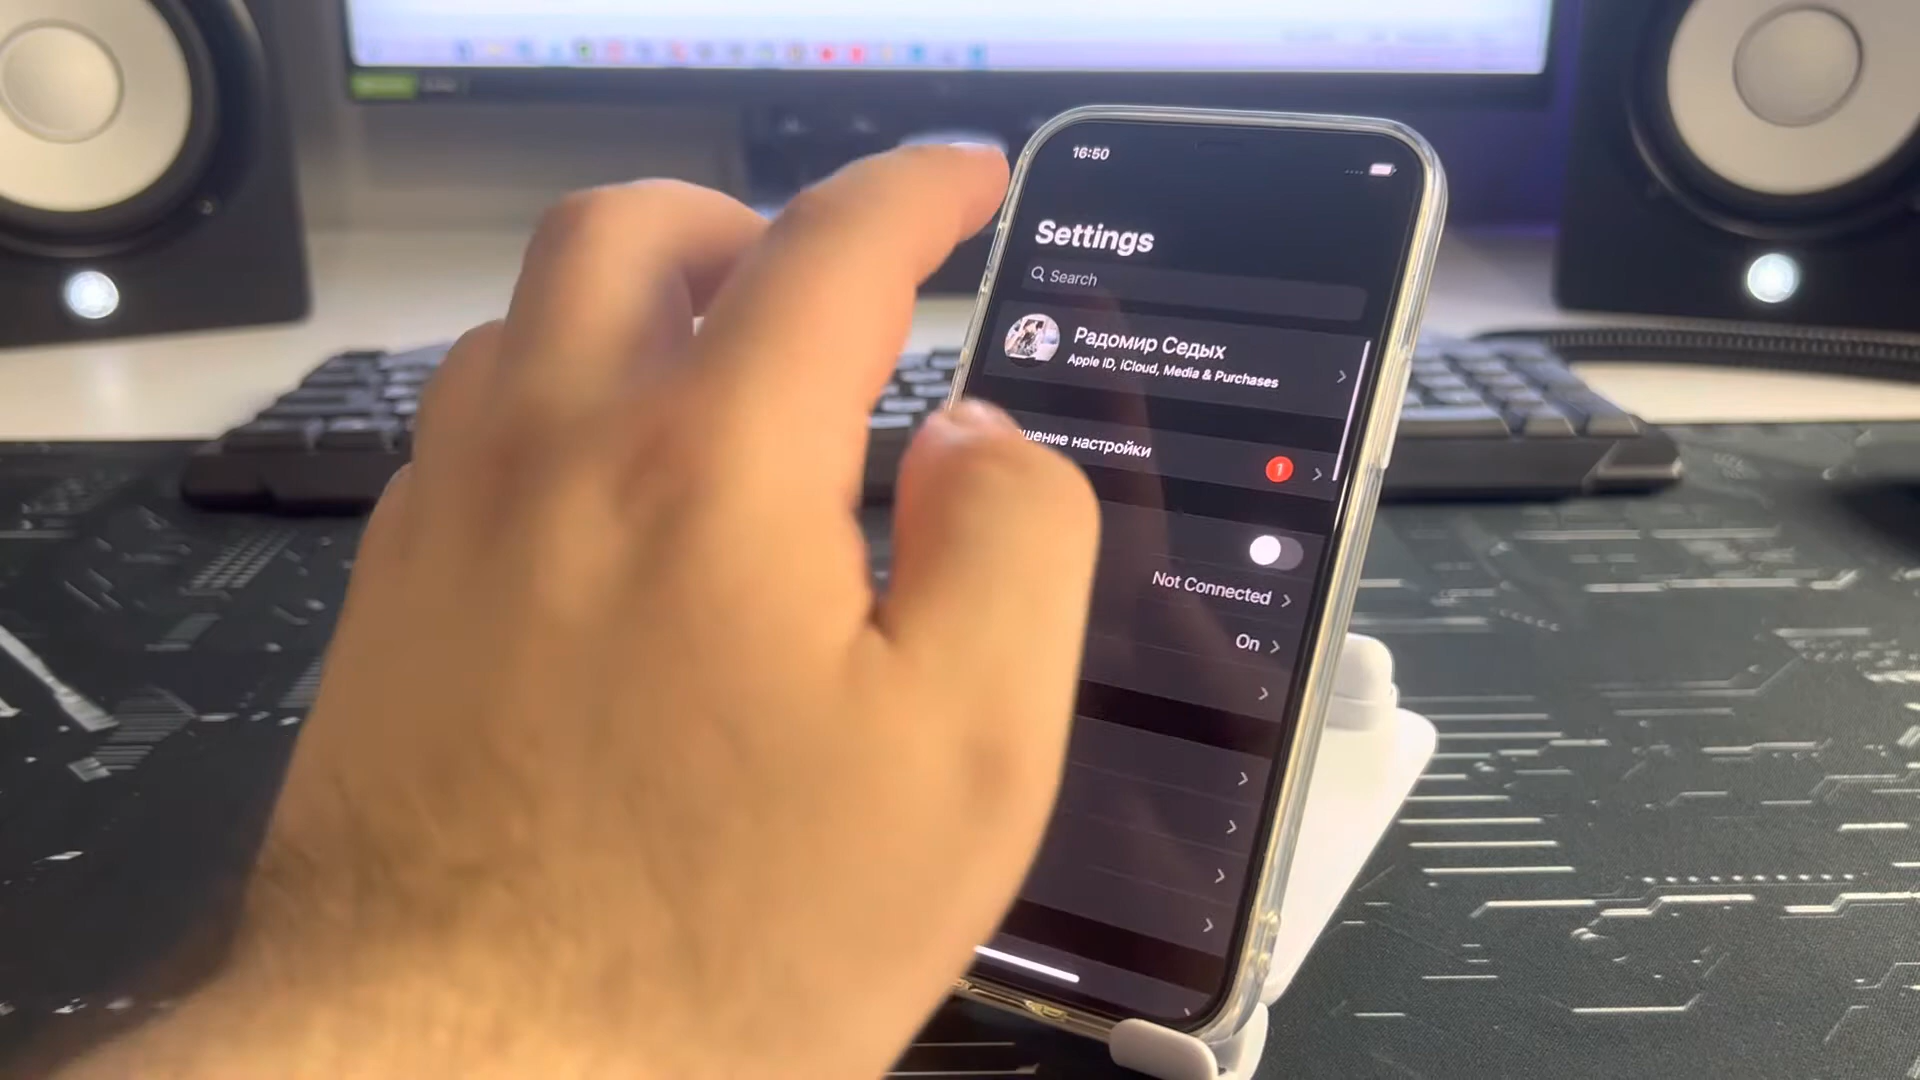 16:50
Settings
Search
Радомир Седых
Apple ID, iCloud, Media & Purchases
шение настройки
1
Not Connected
On